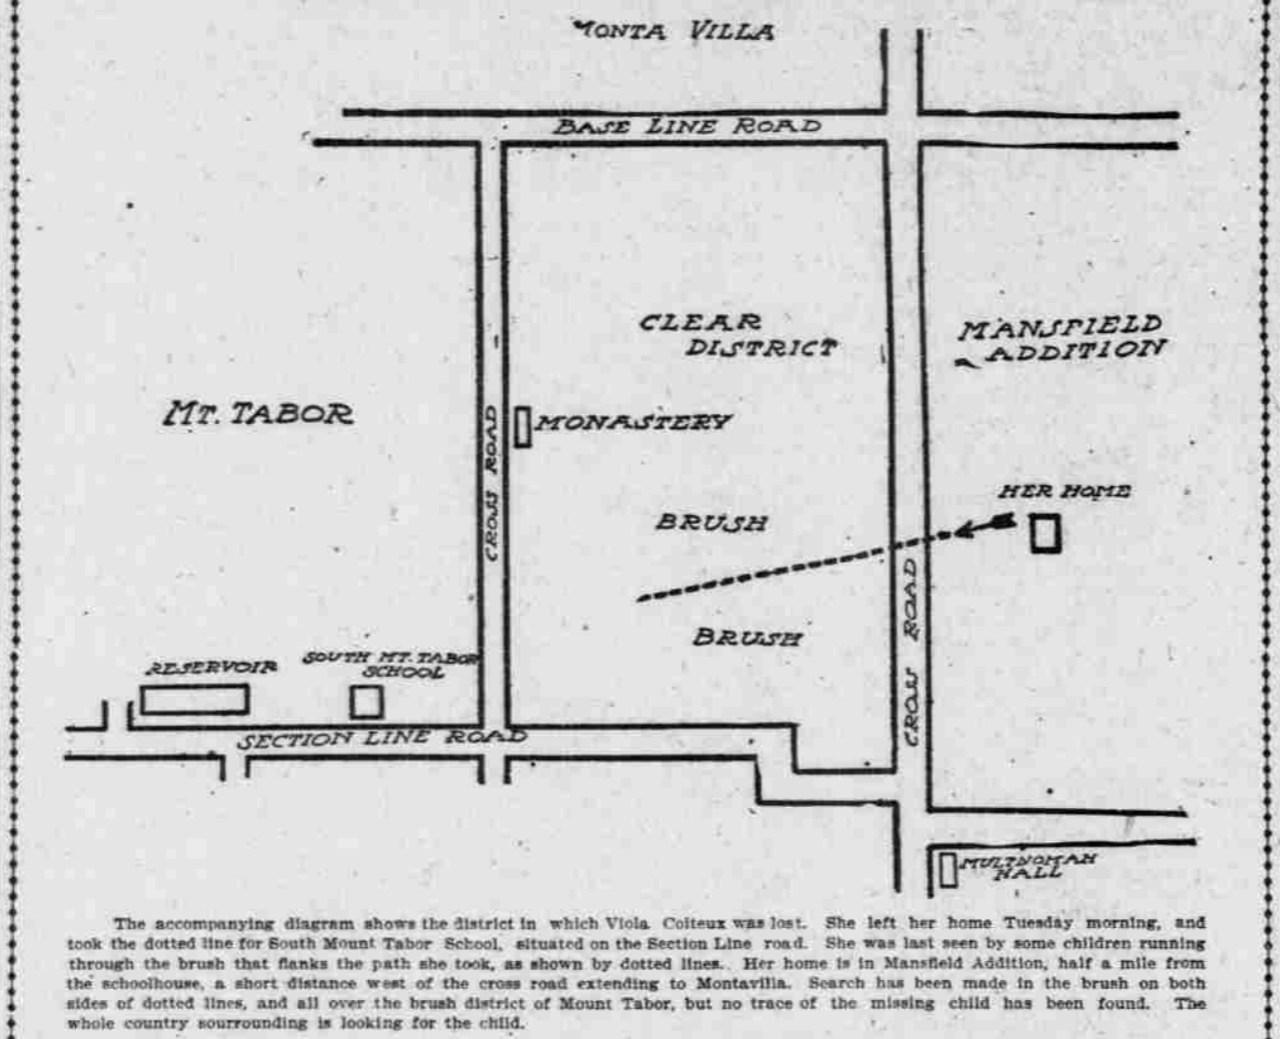 MONTA VILLA
BASE LINE ROAD
CLEAR
DISTRICT
MANSFIELD
ADDITION
MT. TABOR
MONASTERY
CROSS ROAD
HER HOME
BRUSH
CROSS ROAD
BRUSH
RESERVOIR
SOUTH MT. TABOR
SCHOOL
SECTION LINE ROAD
MULTNOMAH
HALL
The accompanying diagram shows the district in which Viola Coiteux was lost. She left her home Tuesday morning, and
took the dotted line for South Mount Tabor School, situated on the Section Line road. She was last seen by some children running
through the brush that flanks the path she took, as shown by dotted lines. Her home is in Mansfield Addition, half a mile from
the schoolhouse, a short distance west of the cross road extending to Montavilla. Search has been made in the brush on both
sides of dotted lines, and all over the brush district of Mount Tabor, but no trace of the missing child has been found. The
whole country sourrounding is looking for the child.